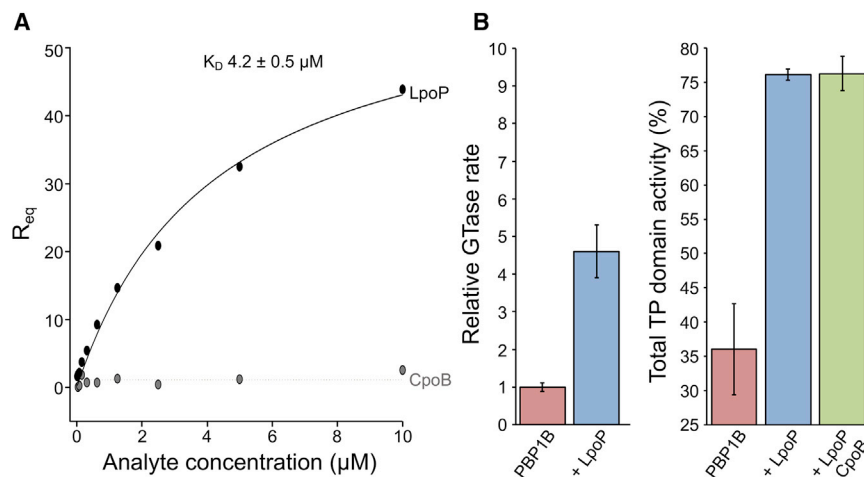 A
50
40
30
20
10
0
R_eq
K_D 4.2 ± 0.5 μM
LpoP
CpoB
0
2
4
6
8
10
Analyte concentration (μM)
B
10
9
8
7
6
5
4
3
2
1
0
Relative GTase rate
PBP1B
+ LpoP
80
75
70
65
60
55
50
45
40
35
30
25
Total TP domain activity (%)
PBP1B
+ LpoP
+ LpoP
CpoB